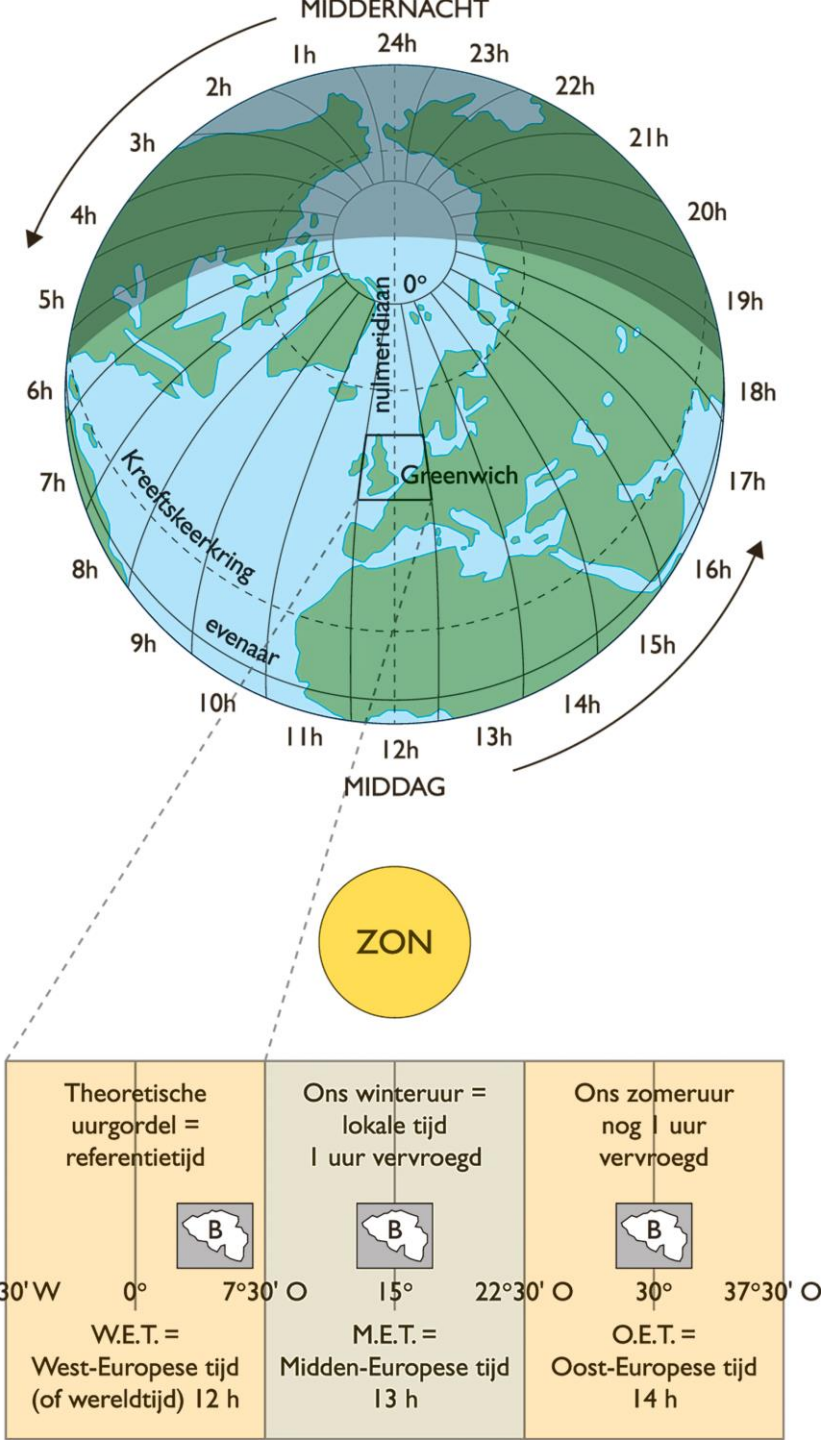 MIDDERNACHT
24h
1h
23h
2h
22h
3h
21h
4h
20h
5h
19h
6h
18h
7h
17h
8h
16h
9h
15h
10h
14h
11h
13h
12h
MIDDAG
0°
nulmeridiaan
Greenwich
Kreeftskeerkring
evenaar
ZON
Theoretische
uurgordel =
referentietijd
B
30' W
0°
7°30' O
W.E.T. =
West-Europese tijd
(of wereldtijd) 12 h
Ons winteruur =
lokale tijd
1 uur vervroegd
B
15°
22°30' O
M.E.T. =
Midden-Europese tijd
13 h
Ons zomeruur
nog 1 uur
vervroegd
B
30°
37°30' O
O.E.T. =
Oost-Europese tijd
14 h